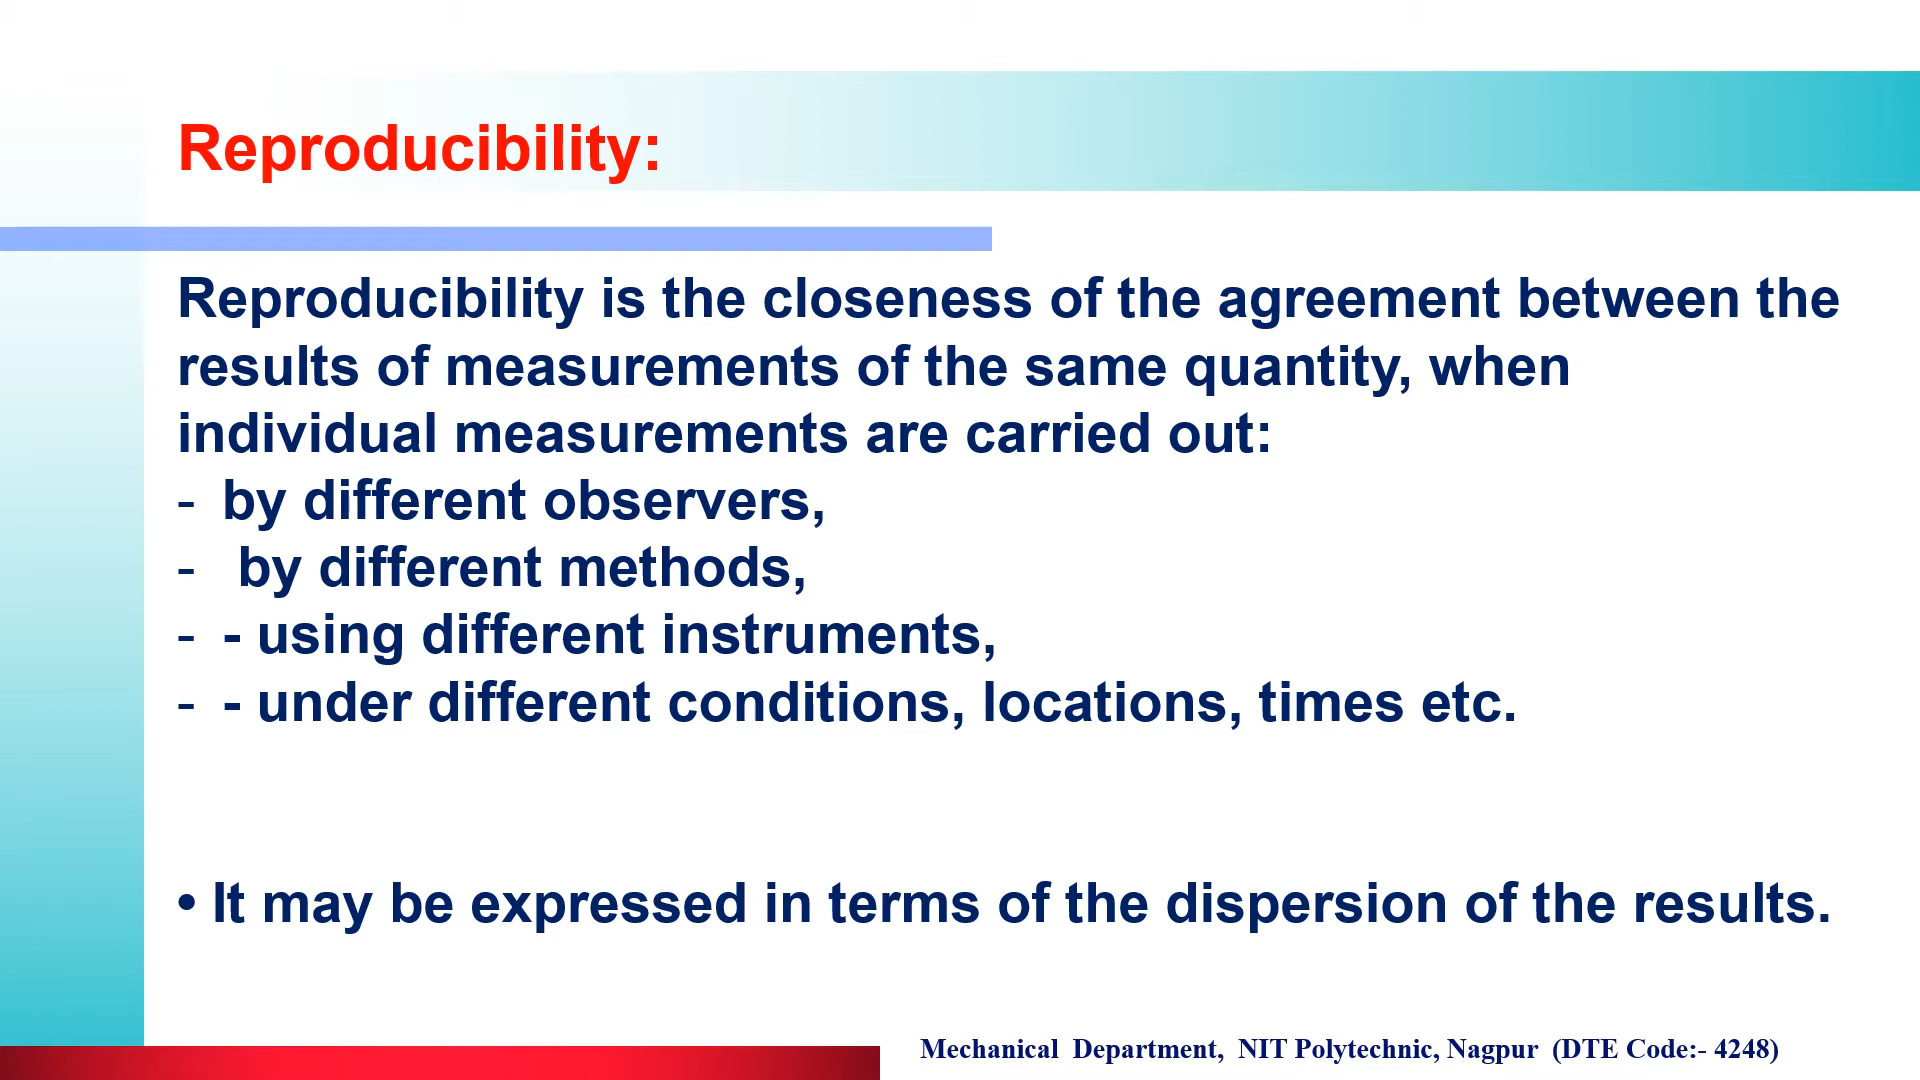 Reproducibility:
Reproducibility is the closeness of the agreement between the
results of measurements of the same quantity, when
individual measurements are carried out:
- by different observers,
- by different methods,
- - using different instruments,
- - under different conditions, locations, times etc.
• It may be expressed in terms of the dispersion of the results.
Mechanical Department, NIT Polytechnic, Nagpur (DTE Code:- 4248)